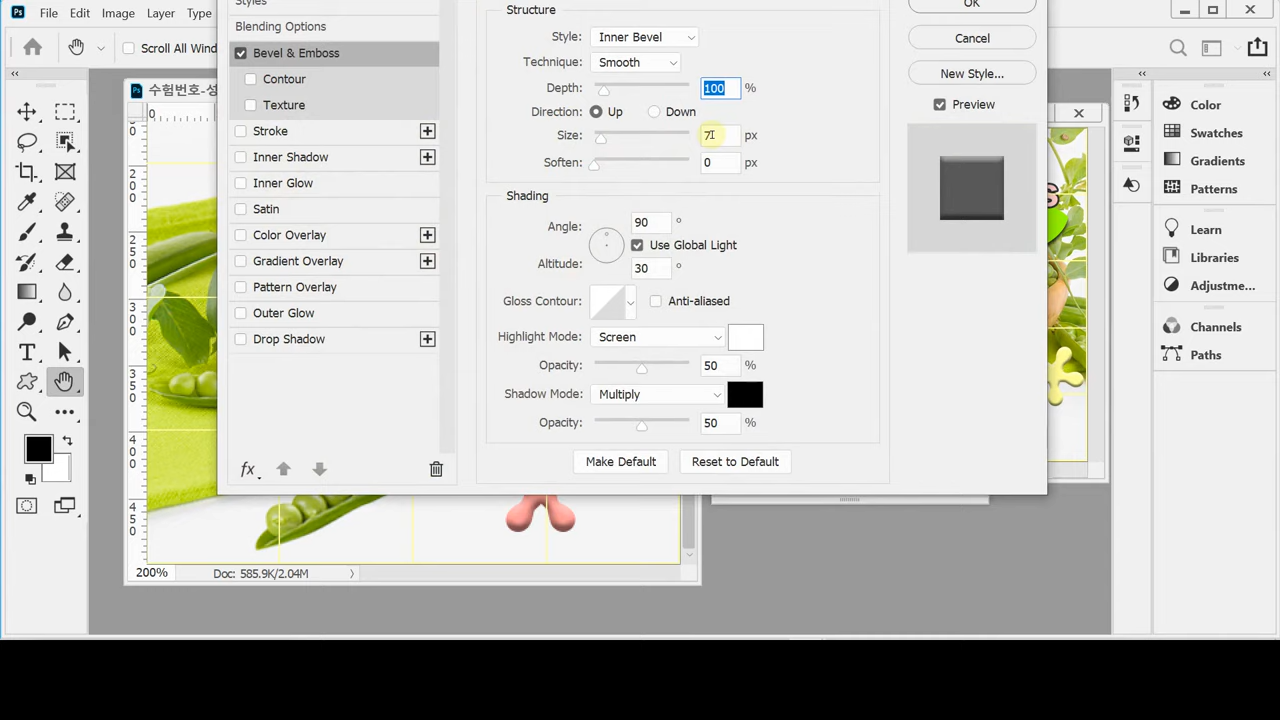 File Edit Image Layer Type
Scroll All Wind
수험번호-성
200%
Doc: 585.9K/2.04M
Blending Options
Bevel & Emboss
Contour
Texture
Stroke
Inner Shadow
Inner Glow
Satin
Color Overlay
Gradient Overlay
Pattern Overlay
Outer Glow
Drop Shadow
fx
Structure
Style: Inner Bevel
Technique: Smooth
Depth: 100 %
Direction: Up Down
Size: 7 px
Soften: 0 px
Shading
Angle: 90 °
Use Global Light
Altitude: 30 °
Gloss Contour: Anti-aliased
Highlight Mode: Screen
Opacity: 50 %
Shadow Mode: Multiply
Opacity: 50 %
Make Default Reset to Default
OK
Cancel
New Style...
Preview
Color
Swatches
Gradients
Patterns
Learn
Libraries
Adjustme...
Channels
Paths